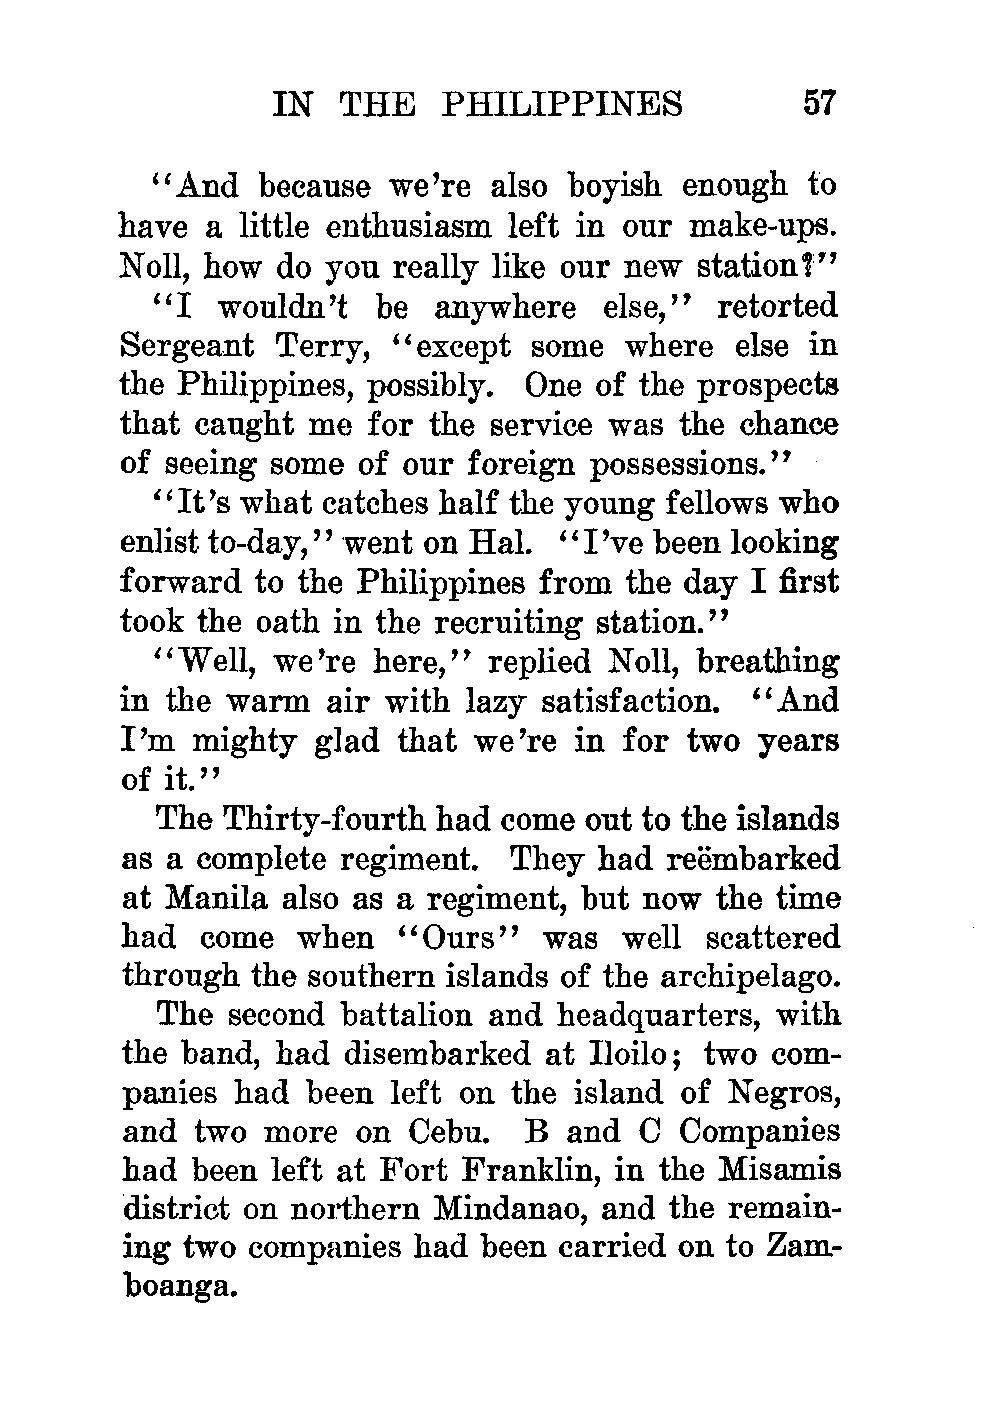 IN THE PHILIPPINES 57
"And because we're also boyish enough to
have a little enthusiasm left in our make-ups.
Noll, how do you really like our new station?"
"I wouldn't be anywhere else," retorted
Sergeant Terry, "except some where else in
the Philippines, possibly. One of the prospects
that caught me for the service was the chance
of seeing some of our foreign possessions."
"It's what catches half the young fellows who
enlist to-day," went on Hal. "I've been looking
forward to the Philippines from the day I first
took the oath in the recruiting station."
"Well, we're here," replied Noll, breathing
in the warm air with lazy satisfaction. "And
I'm mighty glad that we're in for two years
of it."
The Thirty-fourth had come out to the islands
as a complete regiment. They had reëmbarked
at Manila also as a regiment, but now the time
had come when "Ours" was well scattered
through the southern islands of the archipelago.
The second battalion and headquarters, with
the band, had disembarked at Iloilo; two com-
panies had been left on the island of Negros,
and two more on Cebu. B and C Companies
had been left at Fort Franklin, in the Misamis
district on northern Mindanao, and the remain-
ing two companies had been carried on to Zam-
boanga.